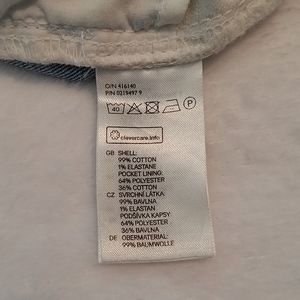 O/N 416140
P/N 0219497 9
40 P
clevercare.info
GB SHELL:
99% COTTON
1% ELASTANE
POCKET LINING:
64% POLYESTER
36% COTTON
CZ SVRCHNÍ LÁTKA:
99% BAVLNA
1% ELASTAN
PODŠÍVKA KAPSY:
64% POLYESTER
36% BAVLNA
DE OBERMATERIAL:
99% BAUMWOLLE